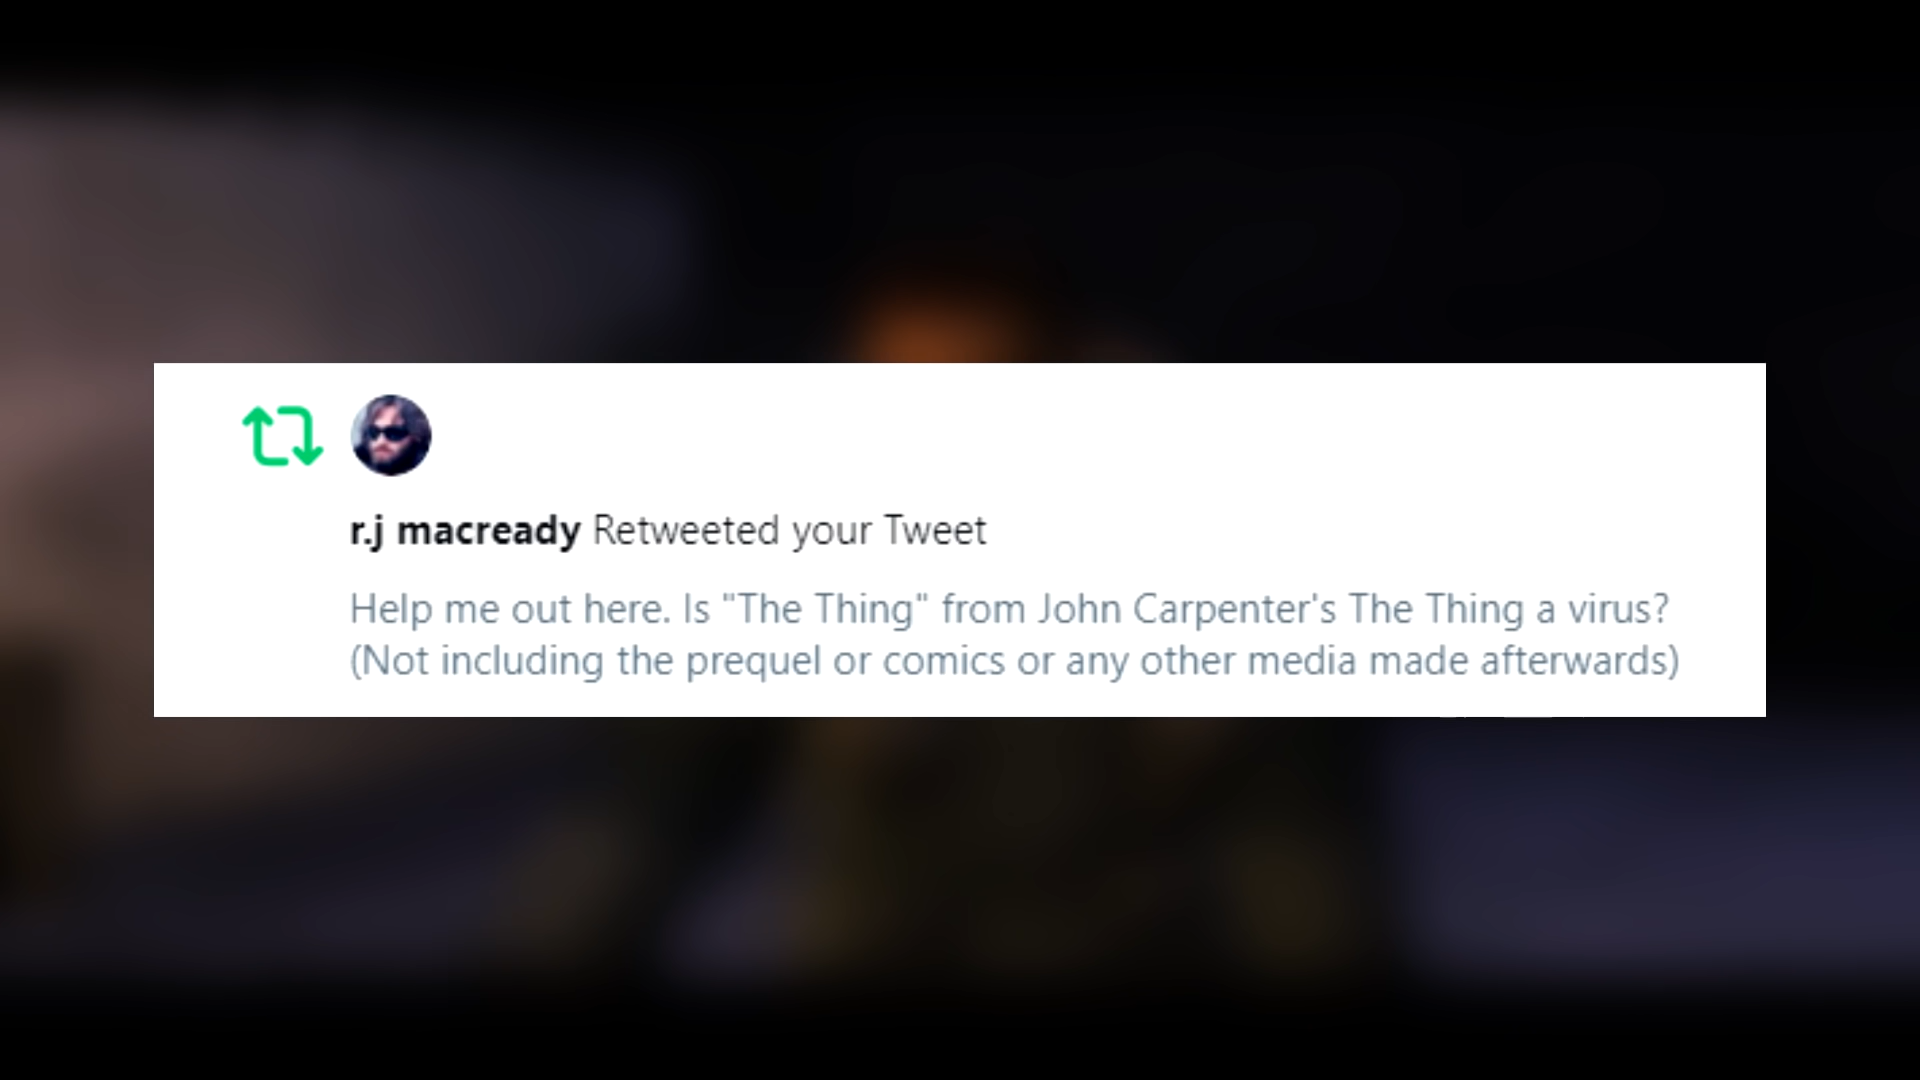 r.j macready Retweeted your Tweet
Help me out here. Is "The Thing" from John Carpenter's The Thing a virus?
(Not including the prequel or comics or any other media made afterwards)